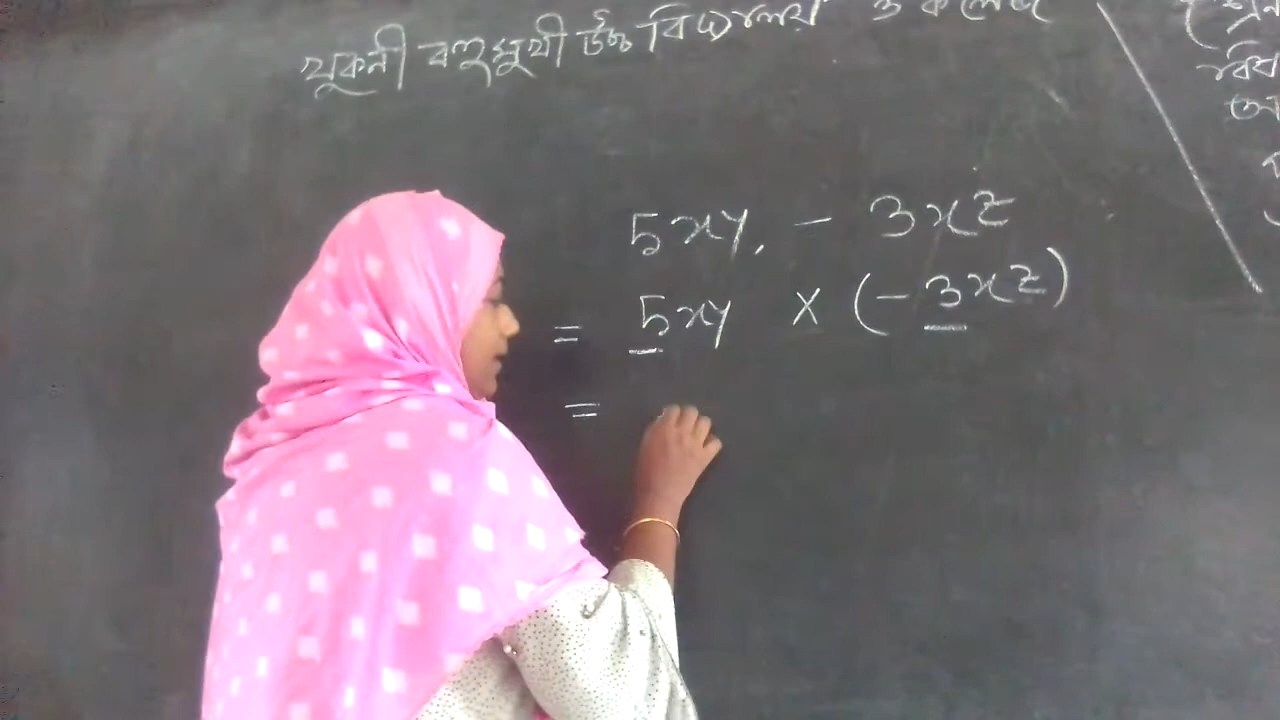 খুকনী বহুমুখী উচ্চ বিদ্যালয় ও কলেজ
5xy, - 3xz
= 5xy × (- 3xz)
=